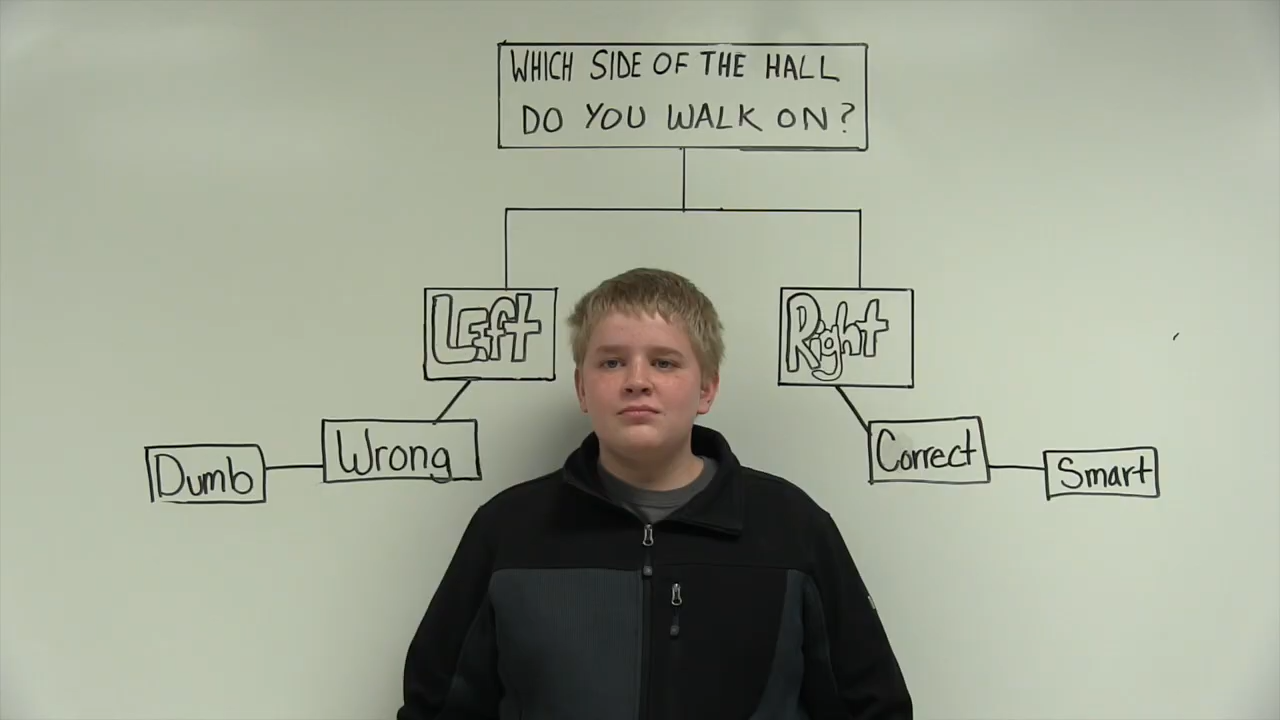 WHICH SIDE OF THE HALL
DO YOU WALK ON?
Left
Right
Wrong
Correct
Dumb
Smart